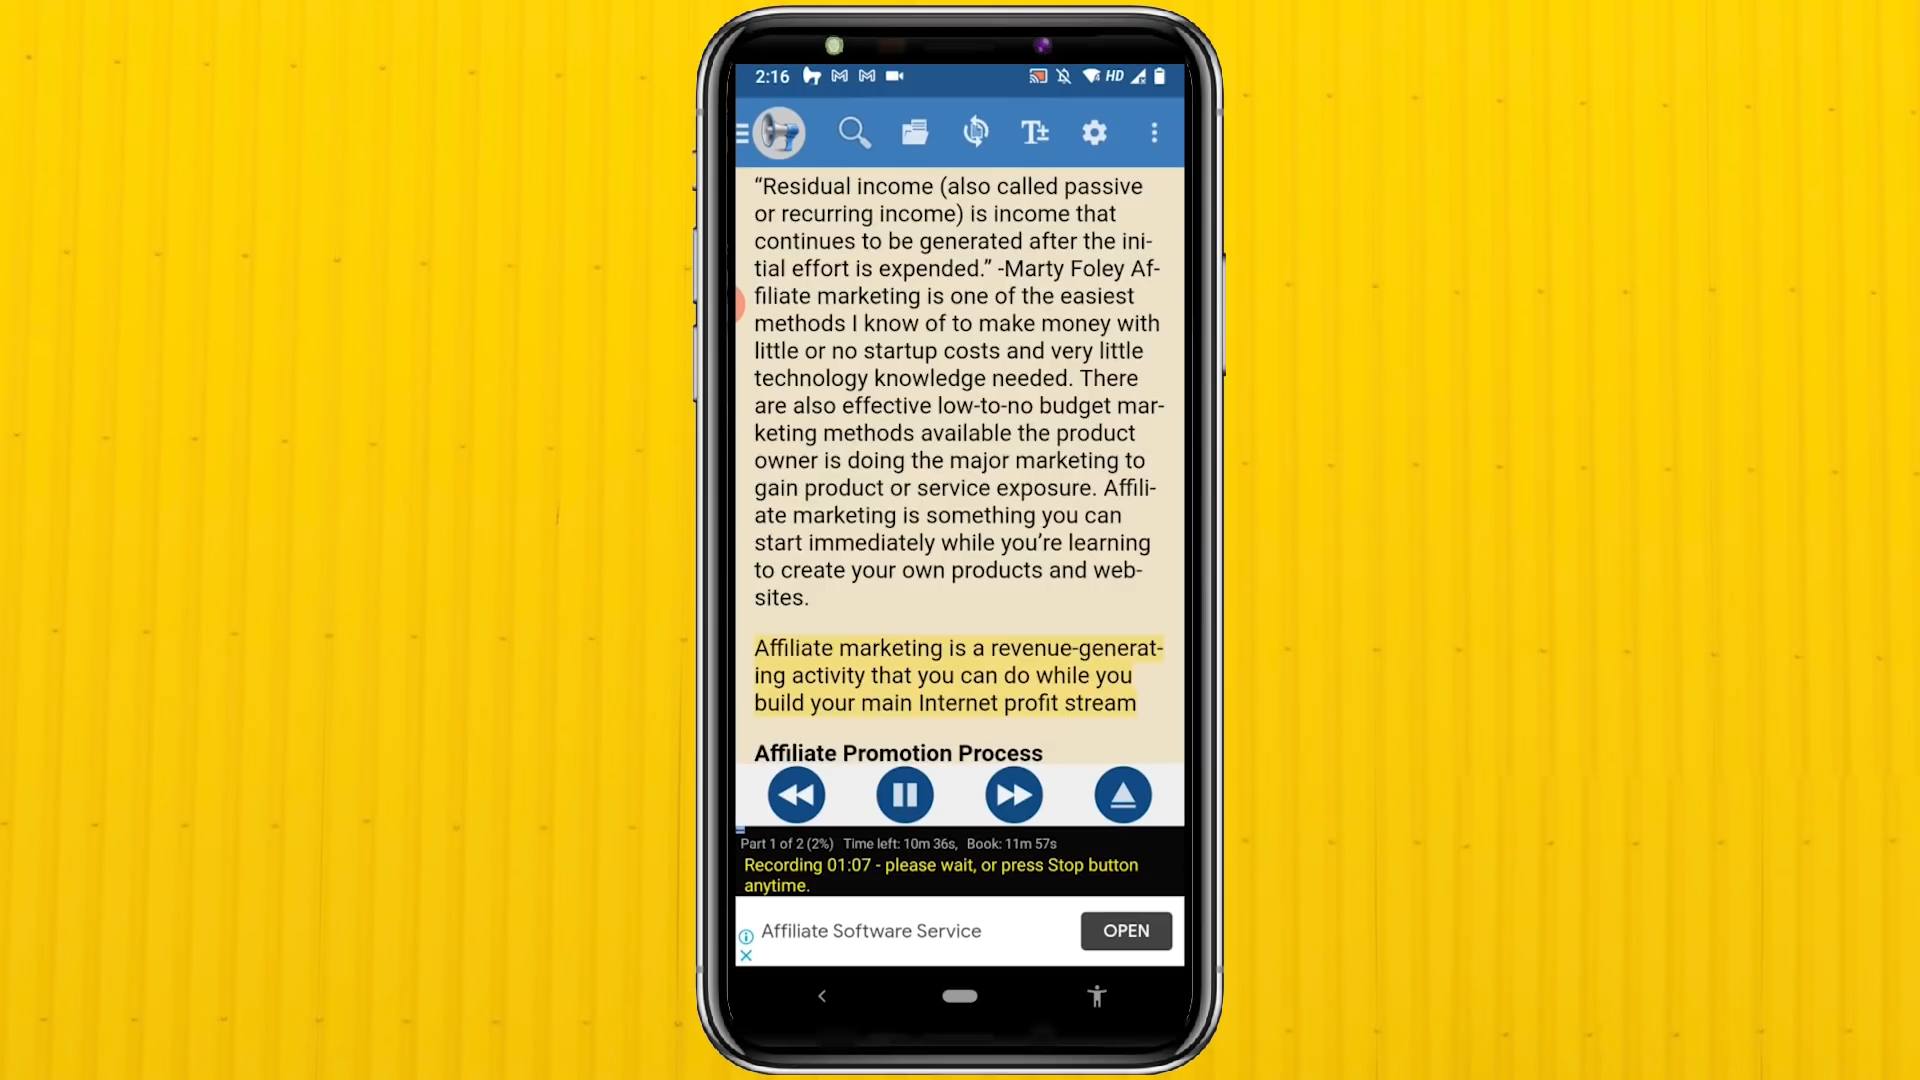 2:16
HD
T±
“Residual income (also called passive
or recurring income) is income that
continues to be generated after the ini-
tial effort is expended.” -Marty Foley Af-
filiate marketing is one of the easiest
methods I know of to make money with
little or no startup costs and very little
technology knowledge needed. There
are also effective low-to-no budget mar-
keting methods available the product
owner is doing the major marketing to
gain product or service exposure. Affili-
ate marketing is something you can
start immediately while you’re learning
to create your own products and web-
sites.
Affiliate marketing is a revenue-generat-
ing activity that you can do while you
build your main Internet profit stream
Affiliate Promotion Process
Part 1 of 2 (2%) Time left: 10m 36s, Book: 11m 57s
Recording 01:07 - please wait, or press Stop button
anytime.
Affiliate Software Service
OPEN